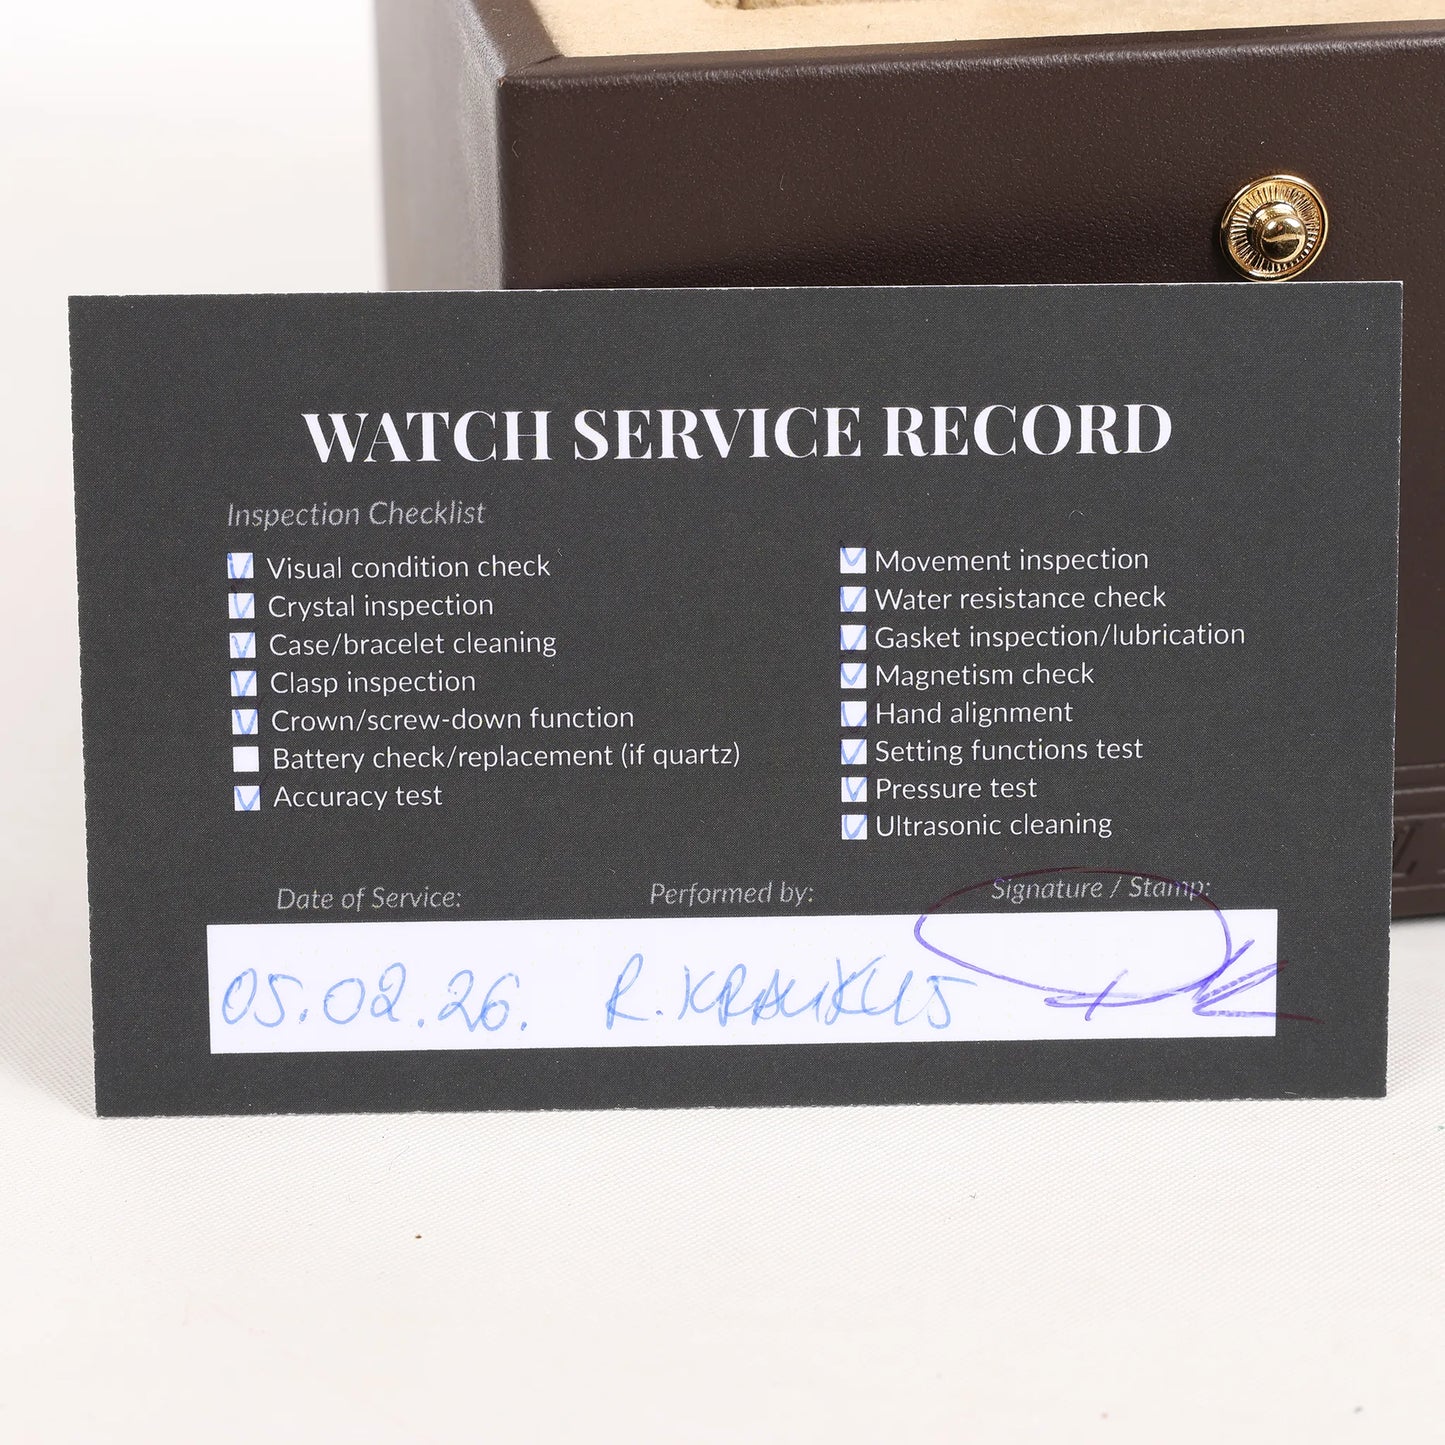 WATCH SERVICE RECORD
Inspection Checklist
Visual condition check
Crystal inspection
Case/bracelet cleaning
Clasp inspection
Crown/screw-down function
Battery check/replacement (if quartz)
Accuracy test
Movement inspection
Water resistance check
Gasket inspection/lubrication
Magnetism check
Hand alignment
Setting functions test
Pressure test
Ultrasonic cleaning
Date of Service:
Performed by:
Signature / Stamp:
05.02.26.
R.